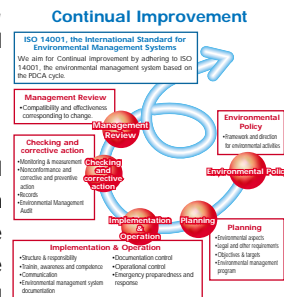 Continual Improvement
ISO 14001, the International Standard for
Environmental Management Systems
We aim for Continual improvement by adhering to ISO
14001, the environmental management system based on
the PDCA cycle.
Management Review
•Compatibility and effectiveness
corresponding to change.
Management
Review
Environmental
Policy
•Framework and direction
for environmental activities
Checking and
corrective action
•Monitoring & measurement
•Nonconformance and
corrective and preventive
action
•Records
•Environmental Management
Audit
Checking
and
corrective
action
Environmental Policy
Implementation
&
Operation
Planning
Planning
•Environmental aspects
•Legal and other requirements
•Objectives & targets
•Environmental management
program
Implementation & Operation
•Structure & responsibility
•Trainin, awareness and competence
•Communication
•Environmental management system
documentation
•Documentation control
•Operational control
•Emergency preparedness and
response